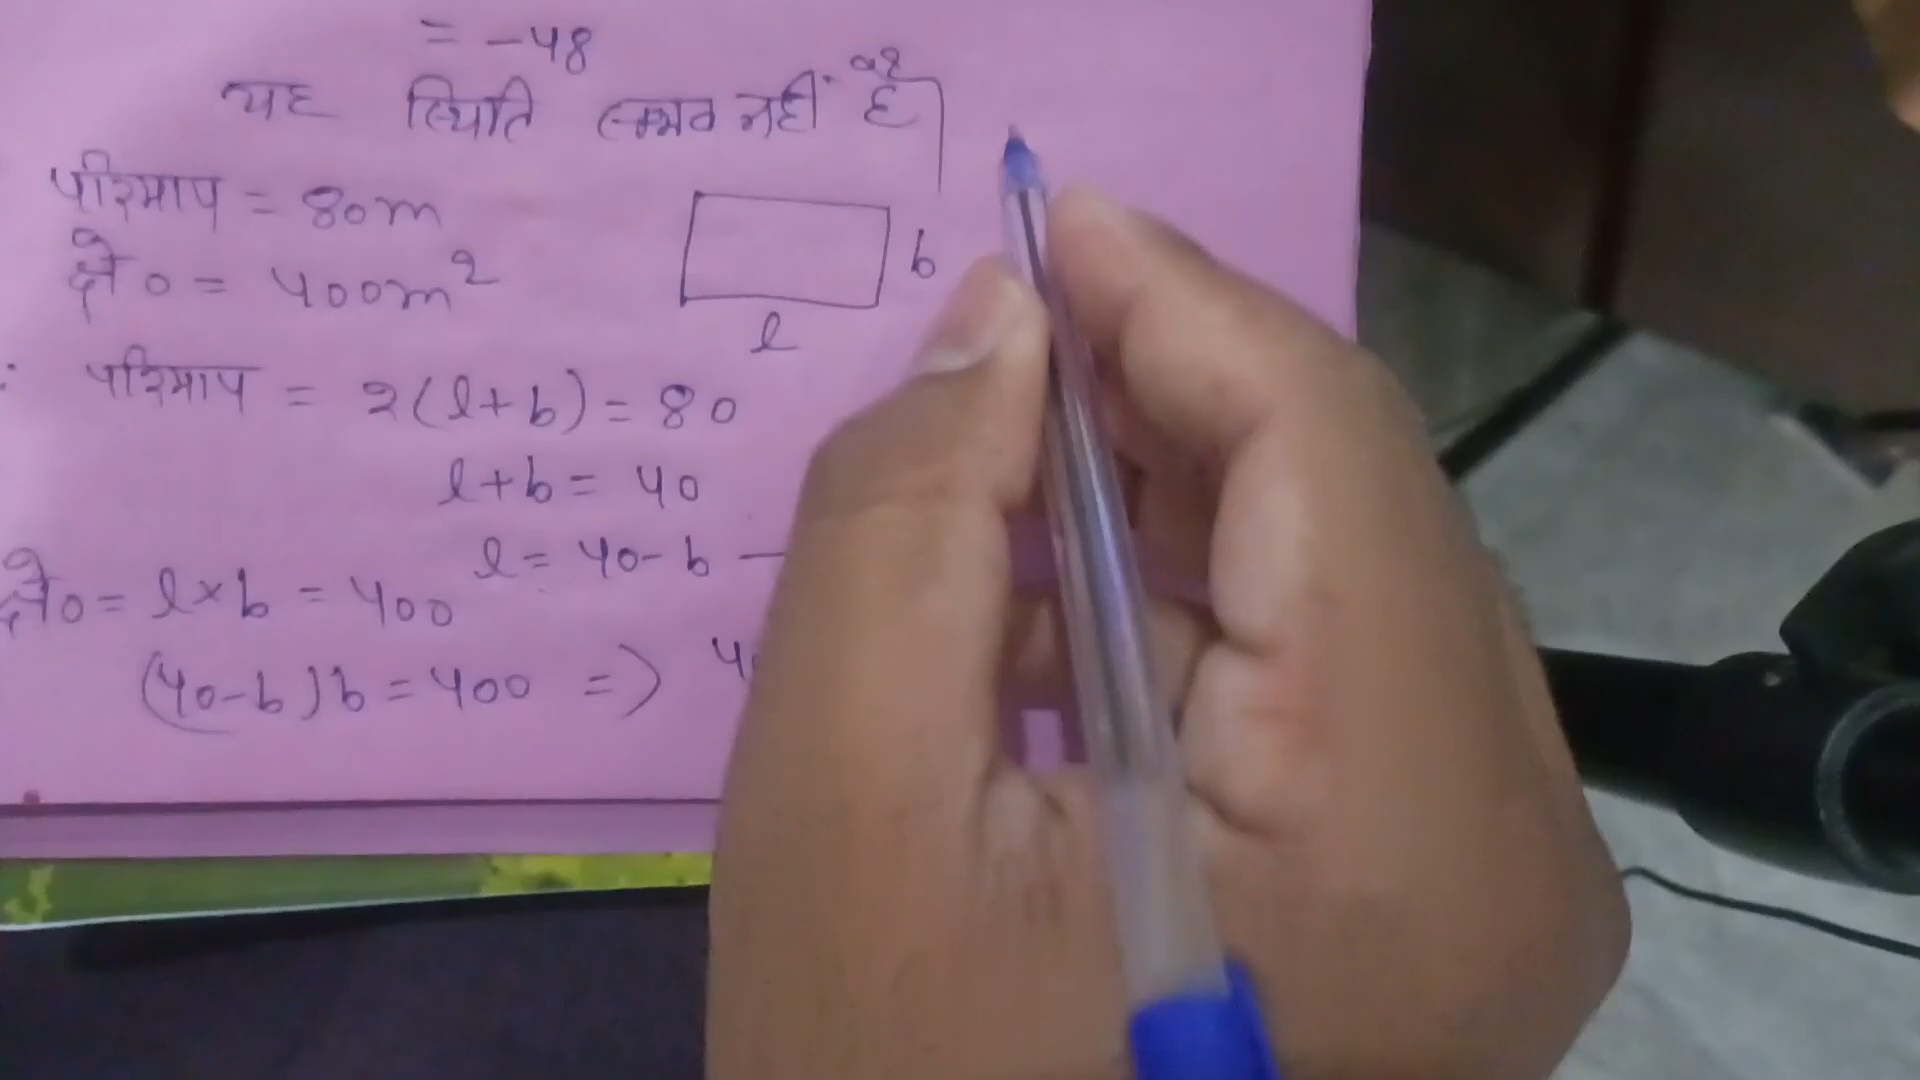 = -48
यह स्थिति सम्भव नहीं है
परिमाप = 80m
क्षे० = 400m²
b
l
∵ परिमाप = 2(l+b) = 80
l+b = 40
l = 40-b —
क्षे० = l×b = 400
(40-b)b = 400 =>